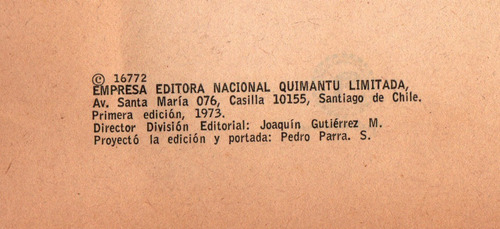 © 16772
EMPRESA EDITORA NACIONAL QUIMANTU LIMITADA,
Av. Santa María 076, Casilla 10155, Santiago de Chile.
Primera edición, 1973.
Director División Editorial: Joaquín Gutiérrez M.
Proyectó la edición y portada: Pedro Parra. S.